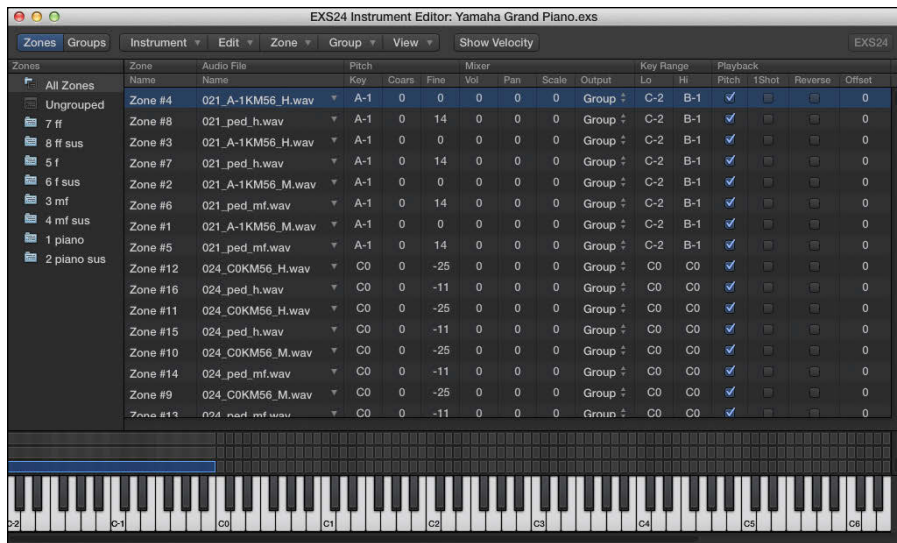 EXS24 Instrument Editor: Yamaha Grand Piano.exs
Zones Groups Instrument Edit Zone Group View Show Velocity EXS24
Zones Zone Audio File Pitch Mixer Key Range Playback
Name Name Key Coars Fine Vol Pan Scale Output Lo Hi Pitch 1Shot Reverse Offset
All Zones
Ungrouped
7 ff
8 ff sus
5 f
6 f sus
3 mf
4 mf sus
1 piano
2 piano sus
Zone #4 021_A-1KM56_H.wav A-1 0 0 0 0 0 Group C-2 B-1 0
Zone #8 021_ped_h.wav A-1 0 14 0 0 0 Group C-2 B-1 0
Zone #3 021_A-1KM56_H.wav A-1 0 0 0 0 0 Group C-2 B-1 0
Zone #7 021_ped_h.wav A-1 0 14 0 0 0 Group C-2 B-1 0
Zone #2 021_A-1KM56_M.wav A-1 0 0 0 0 0 Group C-2 B-1 0
Zone #6 021_ped_mf.wav A-1 0 14 0 0 0 Group C-2 B-1 0
Zone #1 021_A-1KM56_M.wav A-1 0 0 0 0 0 Group C-2 B-1 0
Zone #5 021_ped_mf.wav A-1 0 14 0 0 0 Group C-2 B-1 0
Zone #12 024_C0KM56_H.wav C0 0 -25 0 0 0 Group C0 C0 0
Zone #16 024_ped_h.wav C0 0 -11 0 0 0 Group C0 C0 0
Zone #11 024_C0KM56_H.wav C0 0 -25 0 0 0 Group C0 C0 0
Zone #15 024_ped_h.wav C0 0 -11 0 0 0 Group C0 C0 0
Zone #10 024_C0KM56_M.wav C0 0 -25 0 0 0 Group C0 C0 0
Zone #14 024_ped_mf.wav C0 0 -11 0 0 0 Group C0 C0 0
Zone #9 024_C0KM56_M.wav C0 0 -25 0 0 0 Group C0 C0 0
Zone #13 024_ped_mf.wav C0 0 -11 0 0 0 Group C0 C0 0
C-2 C-1 C0 C1 C2 C3 C4 C5 C6